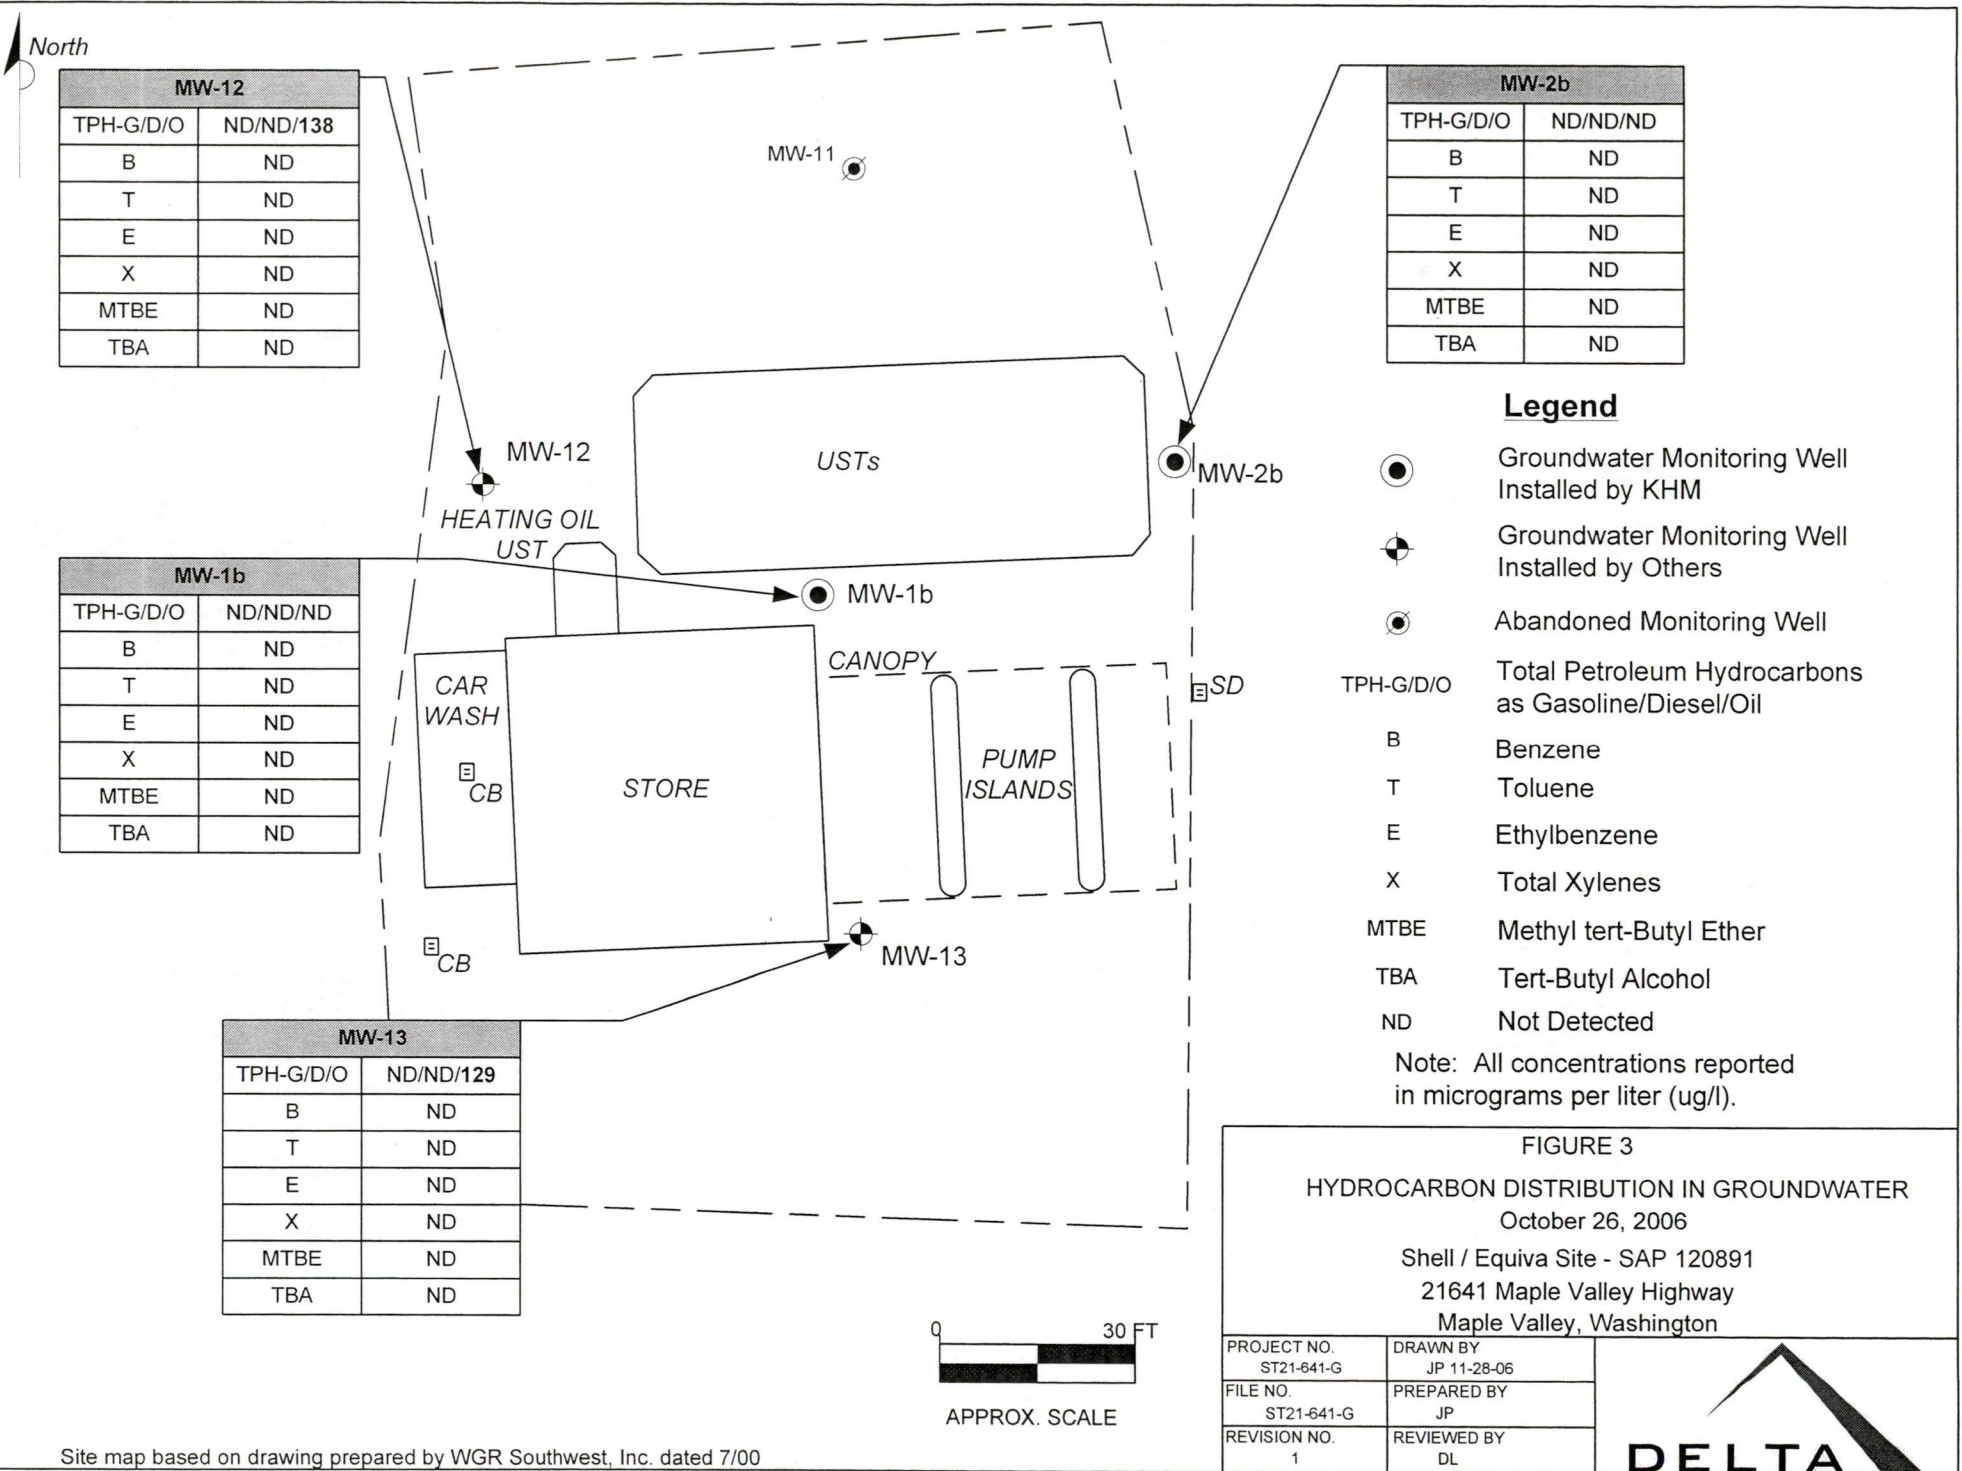 North
MW-12
TPH-G/D/O ND/ND/138
B ND
T ND
E ND
X ND
MTBE ND
TBA ND
MW-11
MW-2b
TPH-G/D/O ND/ND/ND
B ND
T ND
E ND
X ND
MTBE ND
TBA ND
MW-12
HEATING OIL
UST
USTs
MW-2b
MW-1b
TPH-G/D/O ND/ND/ND
B ND
T ND
E ND
X ND
MTBE ND
TBA ND
MW-1b
CANOPY
CAR
WASH
CB
STORE
PUMP
ISLANDS
SD
CB
MW-13
MW-13
TPH-G/D/O ND/ND/129
B ND
T ND
E ND
X ND
MTBE ND
TBA ND
Legend
Groundwater Monitoring Well
Installed by KHM
Groundwater Monitoring Well
Installed by Others
Abandoned Monitoring Well
TPH-G/D/O Total Petroleum Hydrocarbons
as Gasoline/Diesel/Oil
B Benzene
T Toluene
E Ethylbenzene
X Total Xylenes
MTBE Methyl tert-Butyl Ether
TBA Tert-Butyl Alcohol
ND Not Detected
Note: All concentrations reported
in micrograms per liter (ug/l).
0 30 FT
APPROX. SCALE
Site map based on drawing prepared by WGR Southwest, Inc. dated 7/00
FIGURE 3
HYDROCARBON DISTRIBUTION IN GROUNDWATER
October 26, 2006
Shell / Equiva Site - SAP 120891
21641 Maple Valley Highway
Maple Valley, Washington
PROJECT NO.
ST21-641-G
DRAWN BY
JP 11-28-06
FILE NO.
ST21-641-G
PREPARED BY
JP
REVISION NO.
1
REVIEWED BY
DL
DELTA